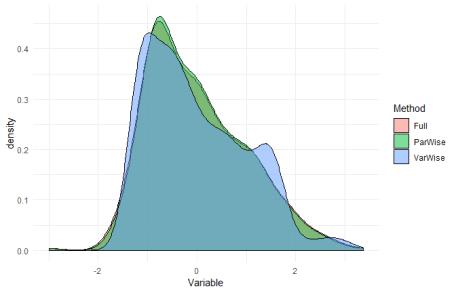 0.4
0.3
0.2
0.1
0.0
density
-2
0
2
Variable
Method
Full
ParWise
VarWise